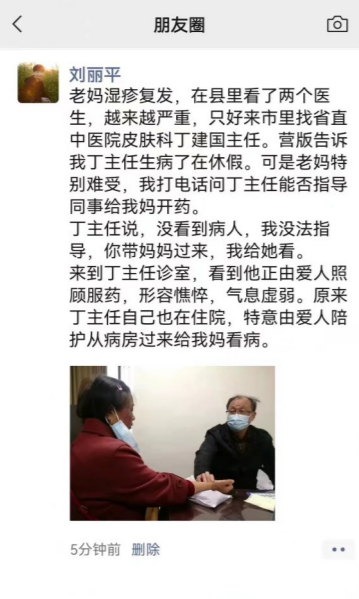 朋友圈
刘丽平
老妈湿疹复发，在县里看了两个医
生，越来越严重，只好来市里找省直
中医院皮肤科丁建国主任。营版告诉
我丁主任生病了在休假。可是老妈特
别难受，我打电话问丁主任能否指导
同事给我妈开药。
丁主任说，没看到病人，我没法指
导，你带妈妈过来，我给她看。
来到丁主任诊室，看到他正由爱人照
顾服药，形容憔悴，气息虚弱。原来
丁主任自己也在住院，特意由爱人陪
护从病房过来给我妈看病。
5分钟前 删除